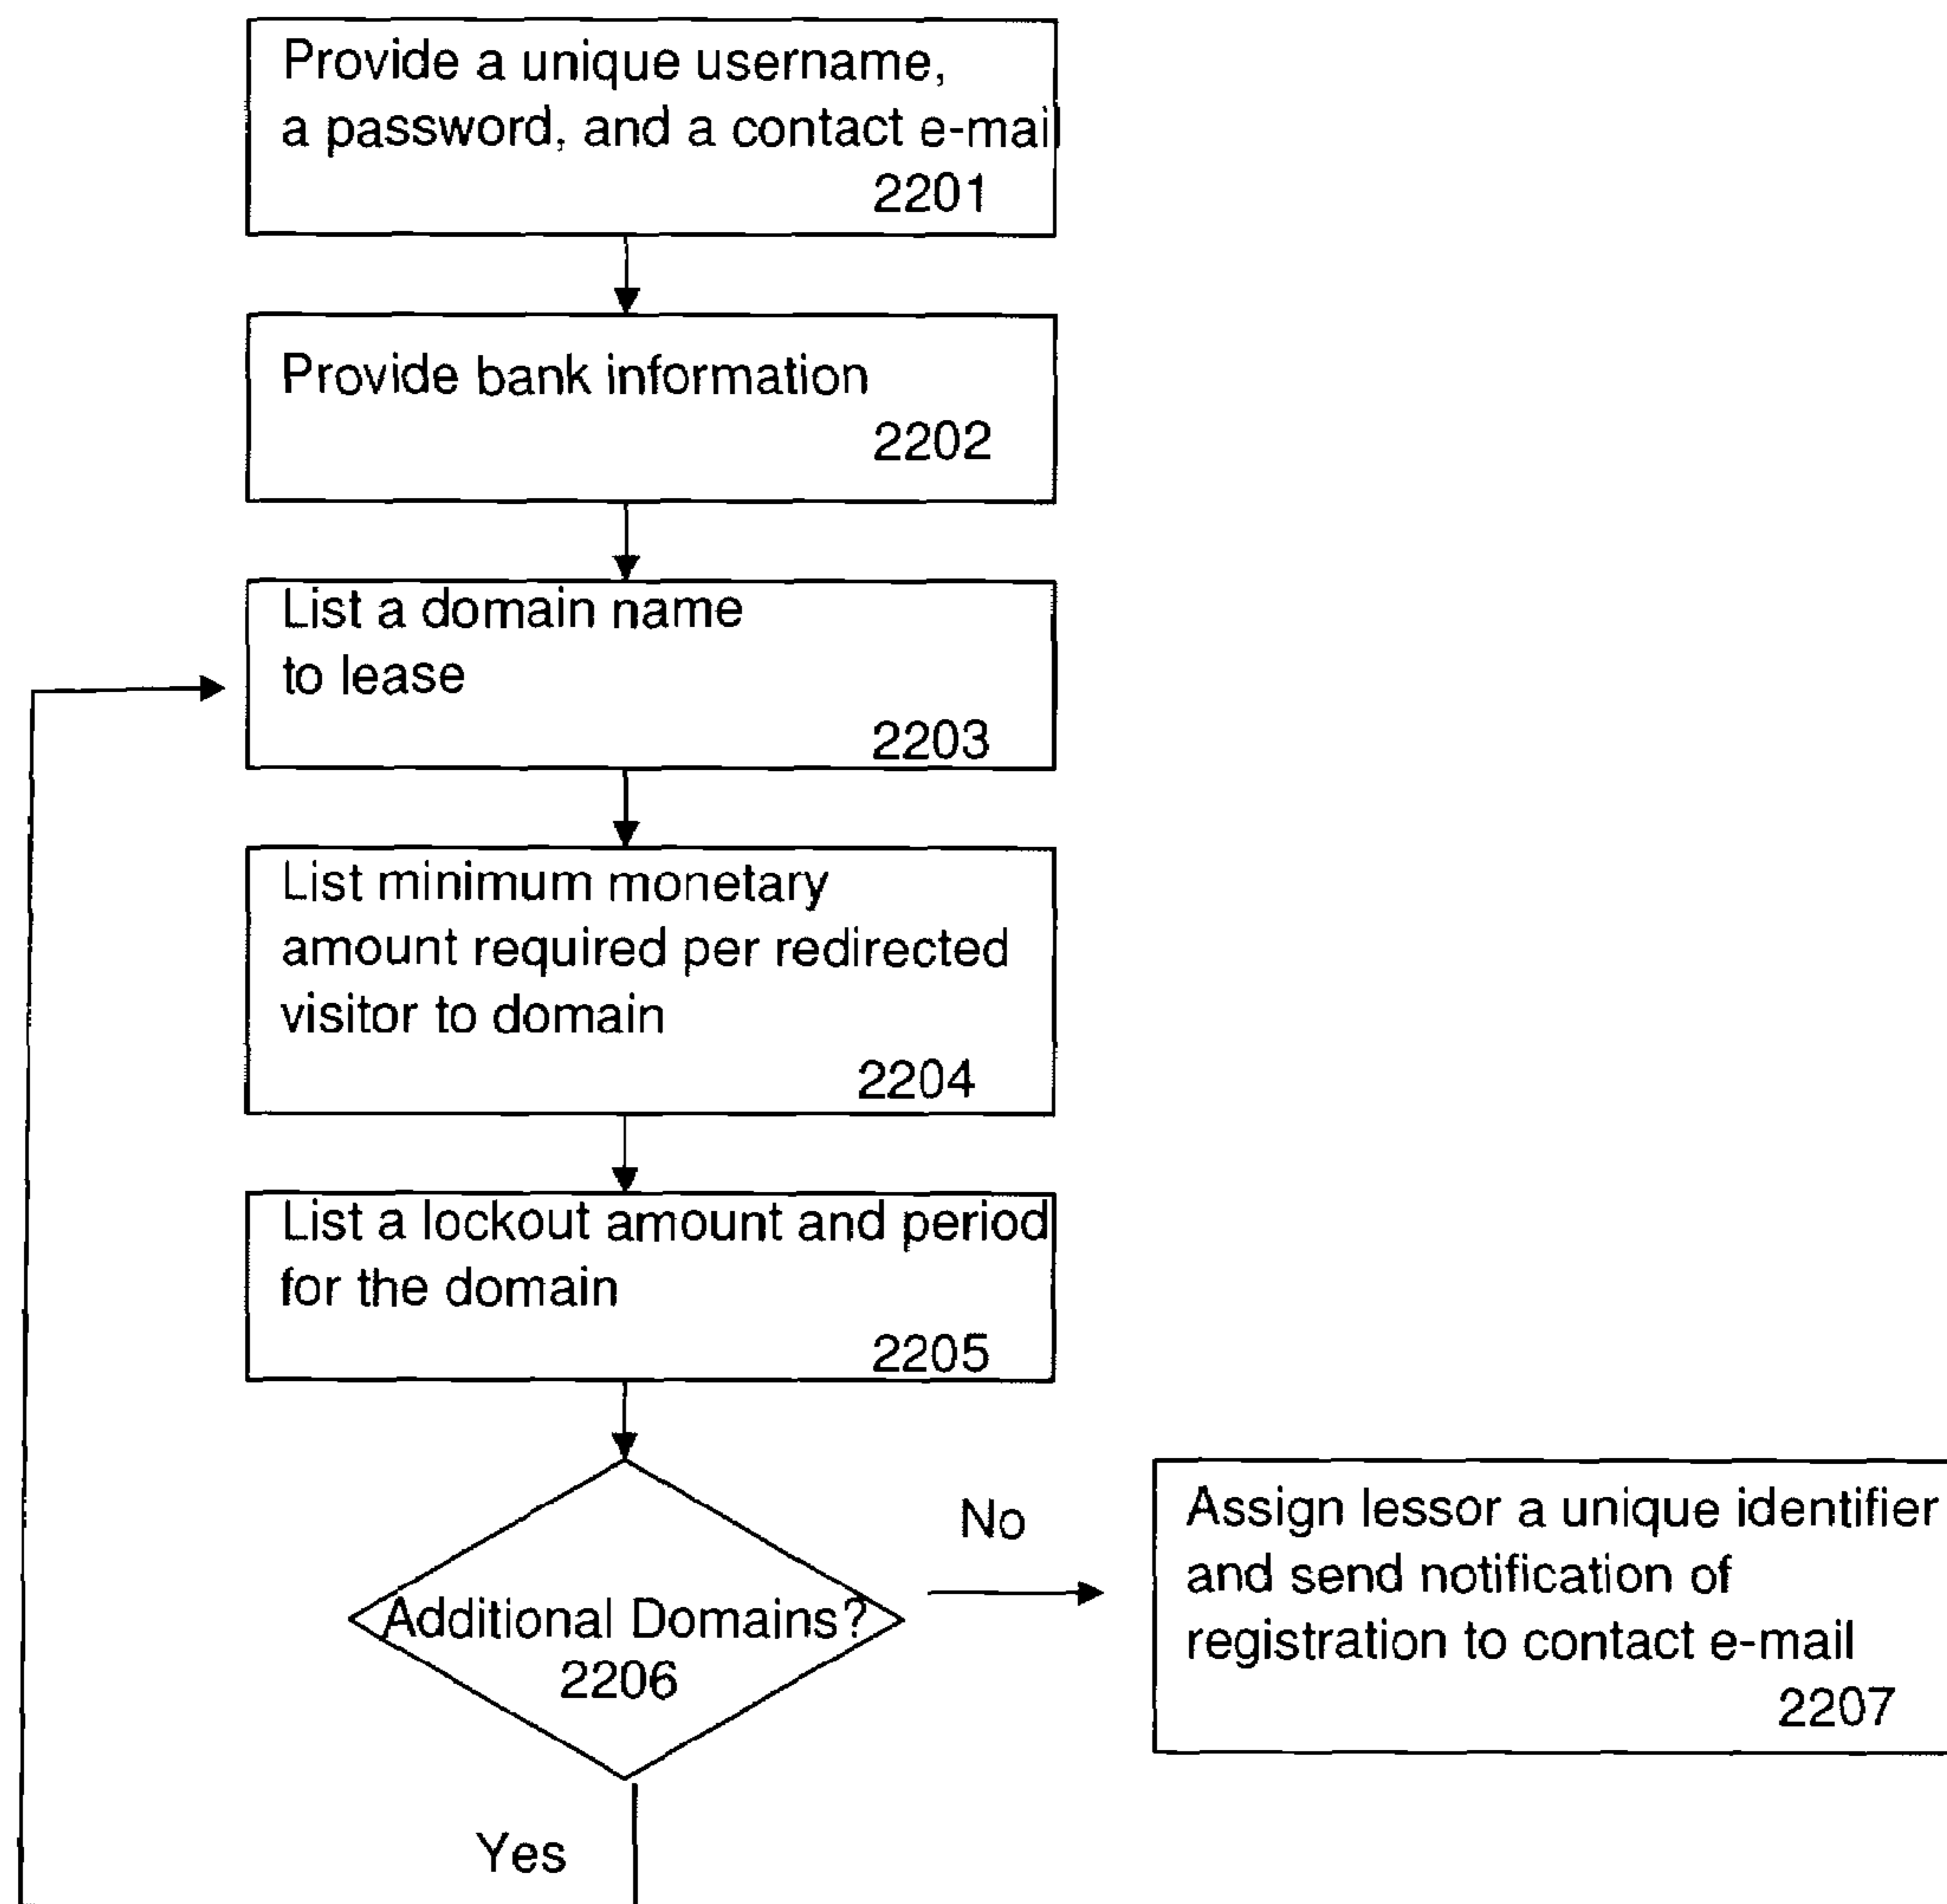 Provide a unique username,
a password, and a contact e-mail
2201
Provide bank information
2202
List a domain name
to lease
2203
List minimum monetary
amount required per redirected
visitor to domain
2204
List a lockout amount and period
for the domain
2205
Additional Domains?
2206
No
Assign lessor a unique identifier
and send notification of
registration to contact e-mail
2207
Yes